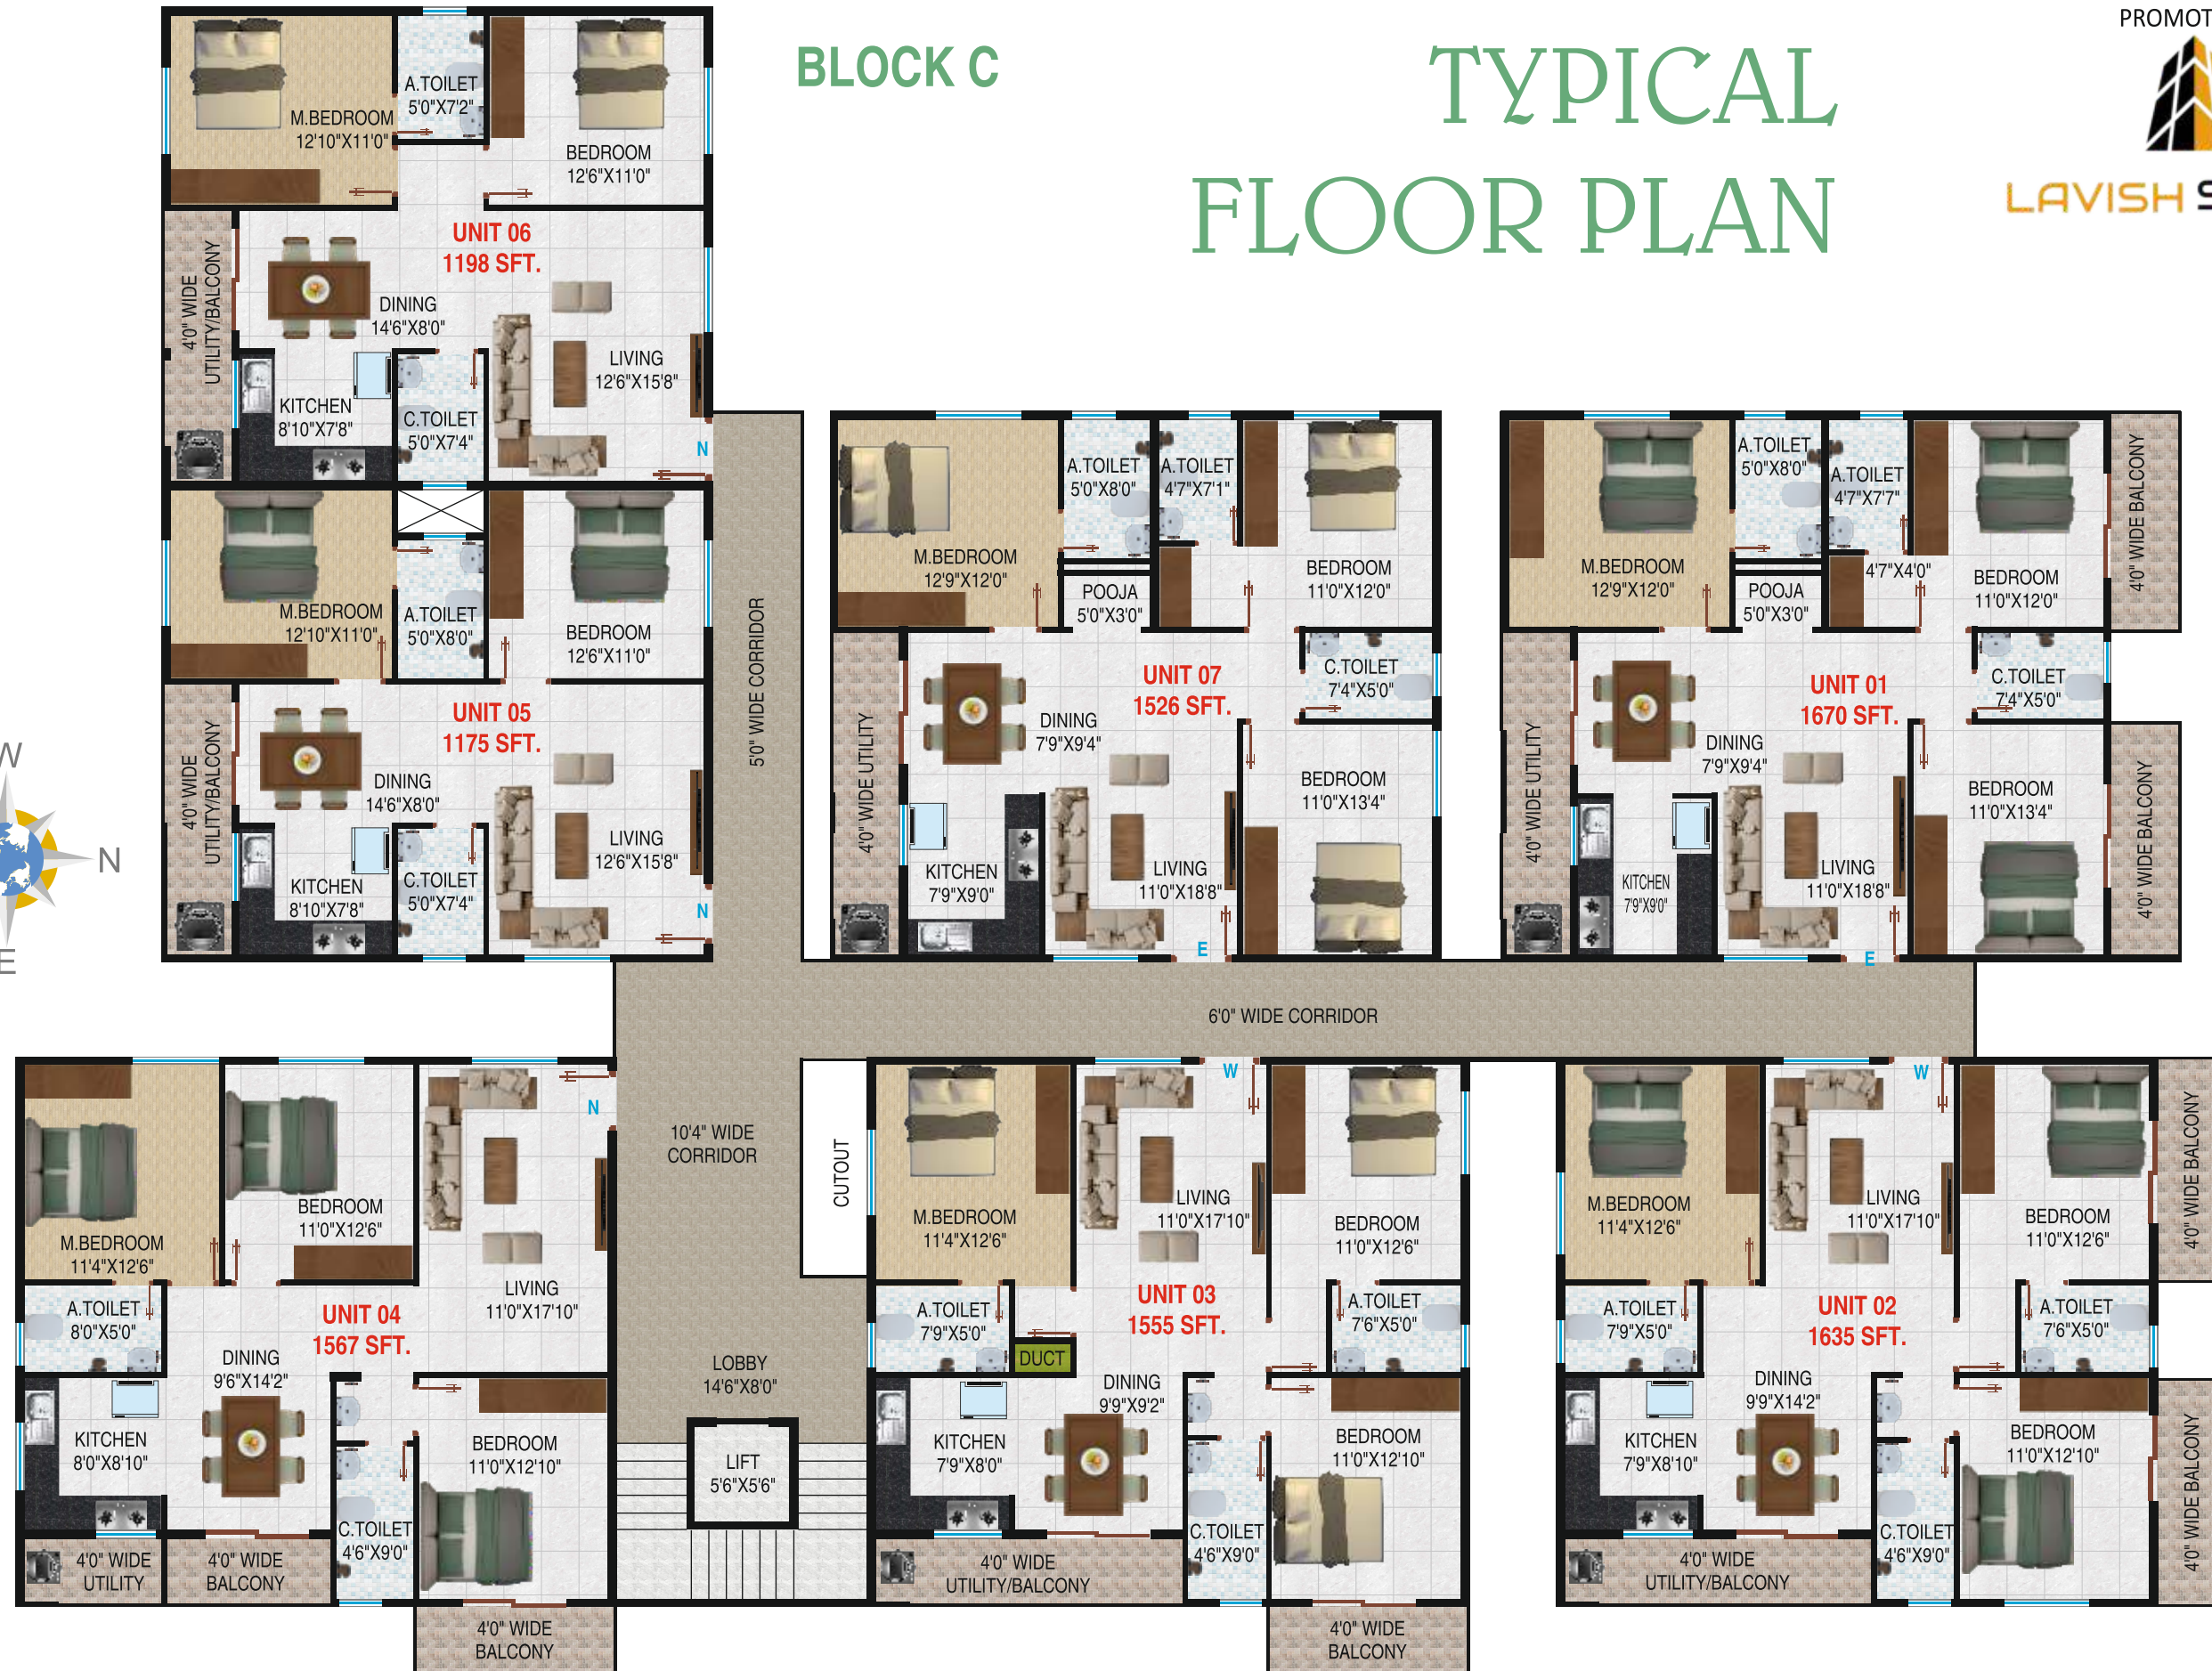 BLOCK C
TYPICAL
FLOOR PLAN
PROMOT
LAVISH S
M.BEDROOM
12'10"X11'0"
A.TOILET
5'0"X7'2"
BEDROOM
12'6"X11'0"
UNIT 06
1198 SFT.
4'0" WIDE
UTILITY/BALCONY
DINING
14'6"X8'0"
LIVING
12'6"X15'8"
KITCHEN
8'10"X7'8"
C.TOILET
5'0"X7'4"
N
M.BEDROOM
12'10"X11'0"
A.TOILET
5'0"X8'0"
BEDROOM
12'6"X11'0"
UNIT 05
1175 SFT.
4'0" WIDE
UTILITY/BALCONY
DINING
14'6"X8'0"
LIVING
12'6"X15'8"
KITCHEN
8'10"X7'8"
C.TOILET
5'0"X7'4"
N
5'0" WIDE CORRIDOR
W
N
E
M.BEDROOM
12'9"X12'0"
A.TOILET
5'0"X8'0"
A.TOILET
4'7"X7'1"
POOJA
5'0"X3'0"
BEDROOM
11'0"X12'0"
UNIT 07
1526 SFT.
C.TOILET
7'4"X5'0"
4'0" WIDE UTILITY
DINING
7'9"X9'4"
BEDROOM
11'0"X13'4"
KITCHEN
7'9"X9'0"
LIVING
11'0"X18'8"
E
M.BEDROOM
12'9"X12'0"
A.TOILET
5'0"X8'0"
A.TOILET
4'7"X7'7"
4'7"X4'0"
POOJA
5'0"X3'0"
BEDROOM
11'0"X12'0"
4'0" WIDE BALCONY
UNIT 01
1670 SFT.
C.TOILET
7'4"X5'0"
4'0" WIDE UTILITY
DINING
7'9"X9'4"
BEDROOM
11'0"X13'4"
4'0" WIDE BALCONY
KITCHEN
7'9"X9'0"
LIVING
11'0"X18'8"
E
6'0" WIDE CORRIDOR
M.BEDROOM
11'4"X12'6"
BEDROOM
11'0"X12'6"
N
LIVING
11'0"X17'10"
UNIT 04
1567 SFT.
A.TOILET
8'0"X5'0"
DINING
9'6"X14'2"
KITCHEN
8'0"X8'10"
BEDROOM
11'0"X12'10"
C.TOILET
4'6"X9'0"
4'0" WIDE
UTILITY
4'0" WIDE
BALCONY
4'0" WIDE
BALCONY
10'4" WIDE
CORRIDOR
CUTOUT
LOBBY
14'6"X8'0"
LIFT
5'6"X5'6"
M.BEDROOM
11'4"X12'6"
W
LIVING
11'0"X17'10"
BEDROOM
11'0"X12'6"
UNIT 03
1555 SFT.
A.TOILET
7'9"X5'0"
DUCT
A.TOILET
7'6"X5'0"
DINING
9'9"X9'2"
KITCHEN
7'9"X8'0"
BEDROOM
11'0"X12'10"
C.TOILET
4'6"X9'0"
4'0" WIDE
UTILITY/BALCONY
4'0" WIDE
BALCONY
M.BEDROOM
11'4"X12'6"
W
LIVING
11'0"X17'10"
BEDROOM
11'0"X12'6"
4'0" WIDE BALCONY
UNIT 02
1635 SFT.
A.TOILET
7'9"X5'0"
A.TOILET
7'6"X5'0"
DINING
9'9"X14'2"
KITCHEN
7'9"X8'10"
BEDROOM
11'0"X12'10"
C.TOILET
4'6"X9'0"
4'0" WIDE
UTILITY/BALCONY
4'0" WIDE BALCONY